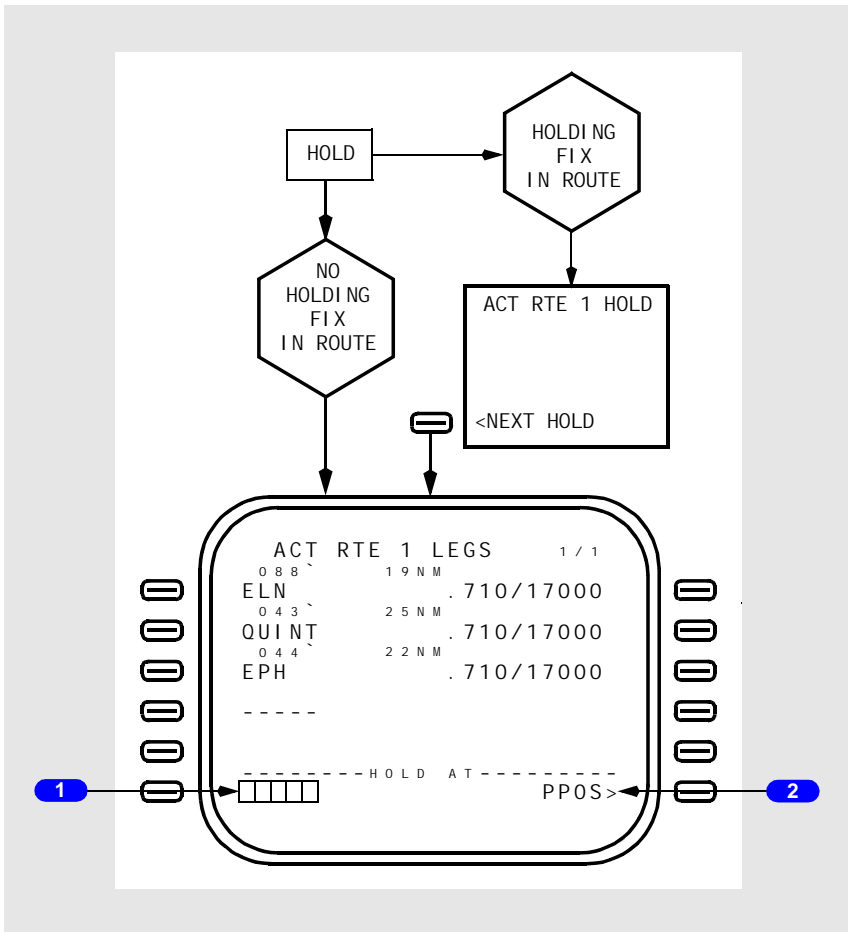 HOLD
HOLDING
FIX
IN ROUTE
NO
HOLDING
FIX
IN ROUTE
ACT RTE 1 HOLD
<NEXT HOLD
ACT RTE 1 LEGS 1/1
088` 19NM
ELN .710/17000
043` 25NM
QUINT .710/17000
044` 22NM
EPH .710/17000
-----
--------HOLD AT---------
1 PPOS> 2